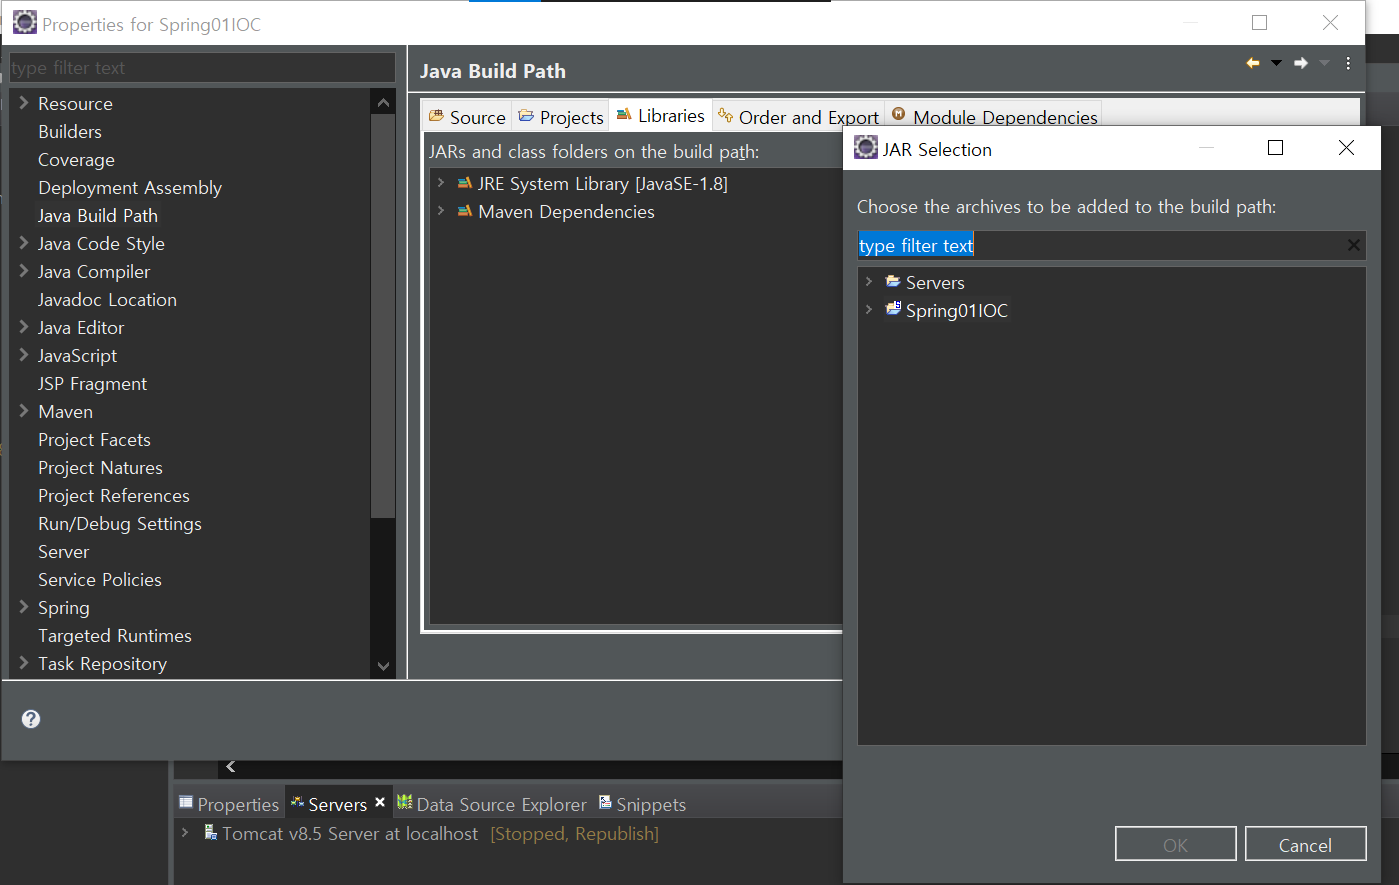 Properties for Spring01IOC
type filter text
Resource
Builders
Coverage
Deployment Assembly
Java Build Path
Java Code Style
Java Compiler
Javadoc Location
Java Editor
JavaScript
JSP Fragment
Maven
Project Facets
Project Natures
Project References
Run/Debug Settings
Server
Service Policies
Spring
Targeted Runtimes
Task Repository
Java Build Path
Source Projects Libraries Order and Export Module Dependencies
JARs and class folders on the build path:
JRE System Library [JavaSE-1.8]
Maven Dependencies
JAR Selection
Choose the archives to be added to the build path:
type filter text
Servers
Spring01IOC
OK Cancel
Properties Servers Data Source Explorer Snippets
Tomcat v8.5 Server at localhost [Stopped, Republish]